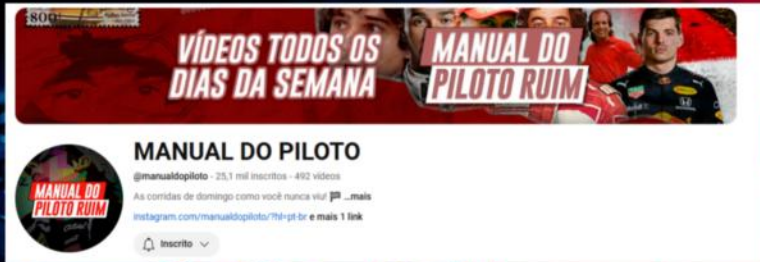 800
VÍDEOS TODOS OS
DIAS DA SEMANA
MANUAL DO
PILOTO RUIM
MANUAL DO
PILOTO RUIM
MANUAL DO PILOTO
@manualdopiloto · 25,1 mil inscritos · 492 vídeos
As corridas de domingo como você nunca viu! 🏁 ...mais
instagram.com/manualdopiloto/?hl=pt-br e mais 1 link
Inscrito